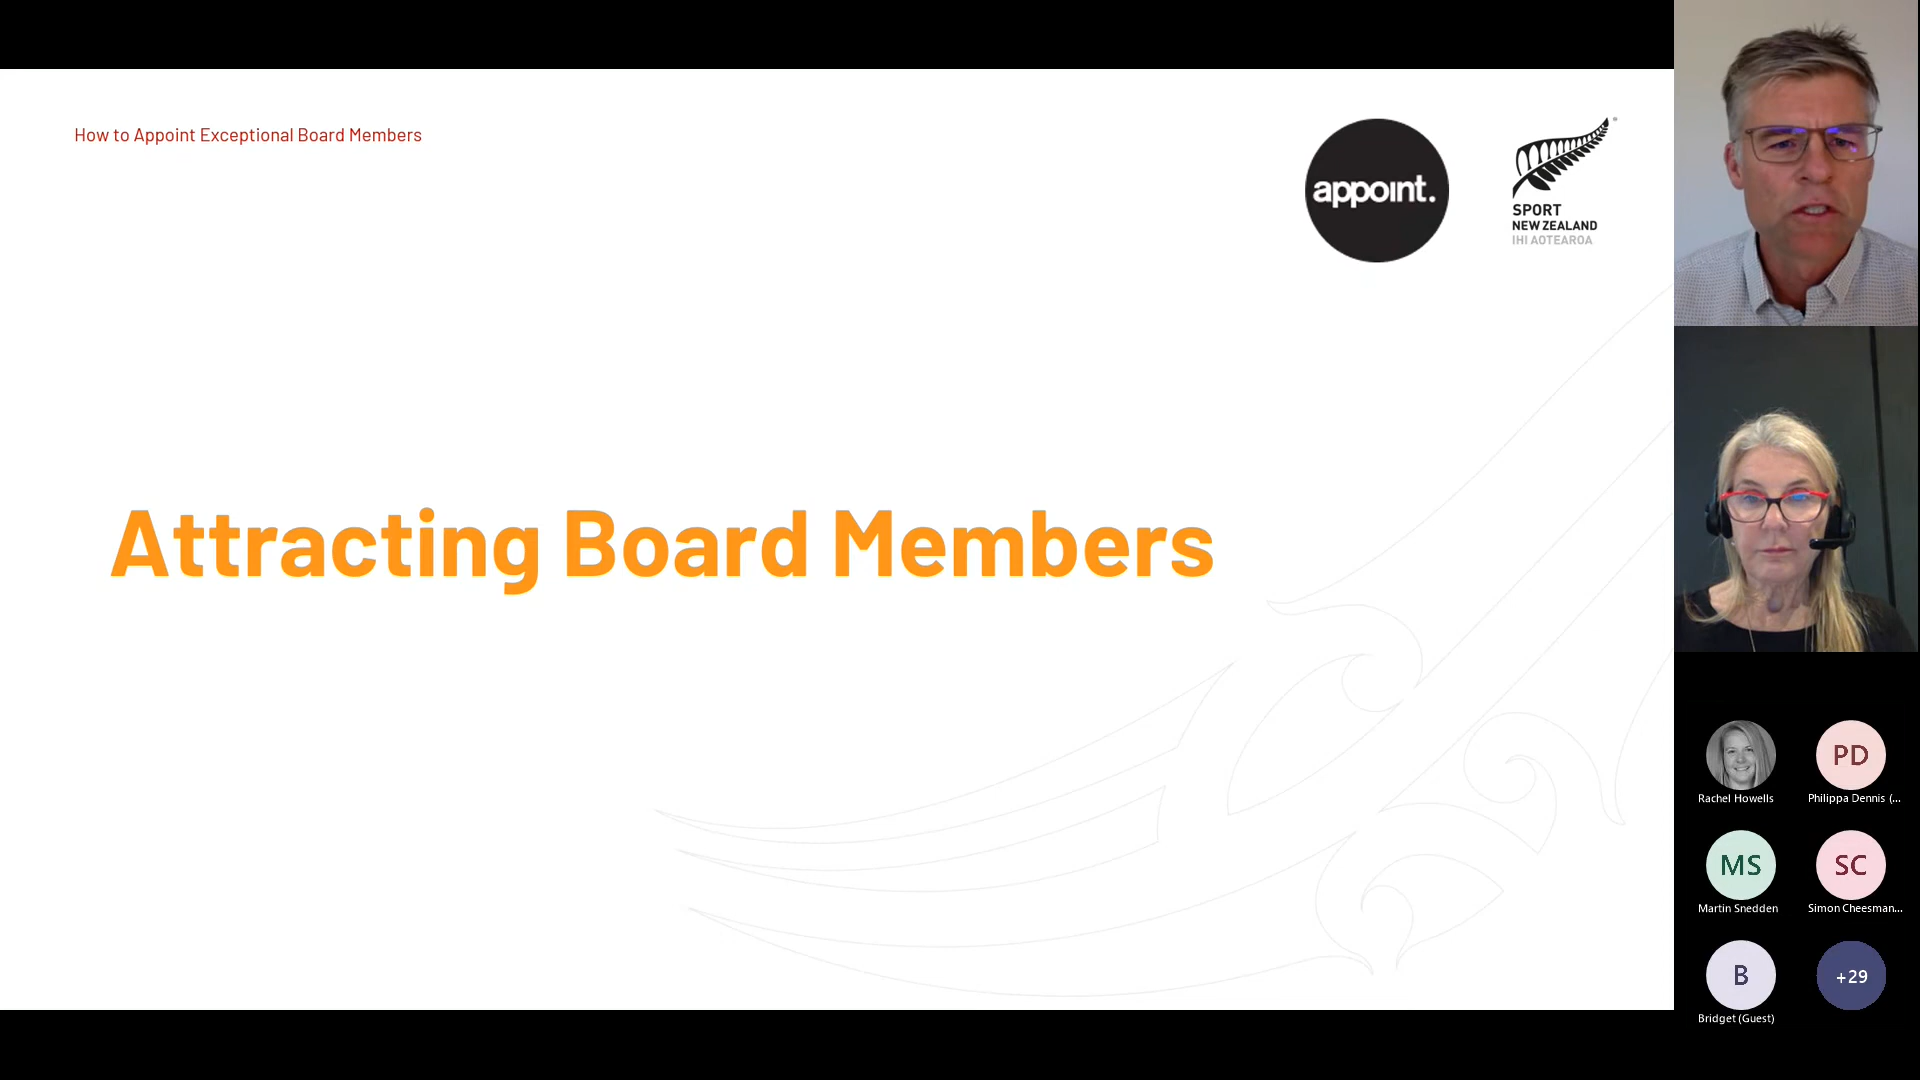 How to Appoint Exceptional Board Members
appoint.
SPORT
NEW ZEALAND
IHI AOTEAROA
Attracting Board Members
Rachel Howells
PD
Philippa Dennis (...
MS
Martin Snedden
SC
Simon Cheesman...
B
Bridget (Guest)
+29